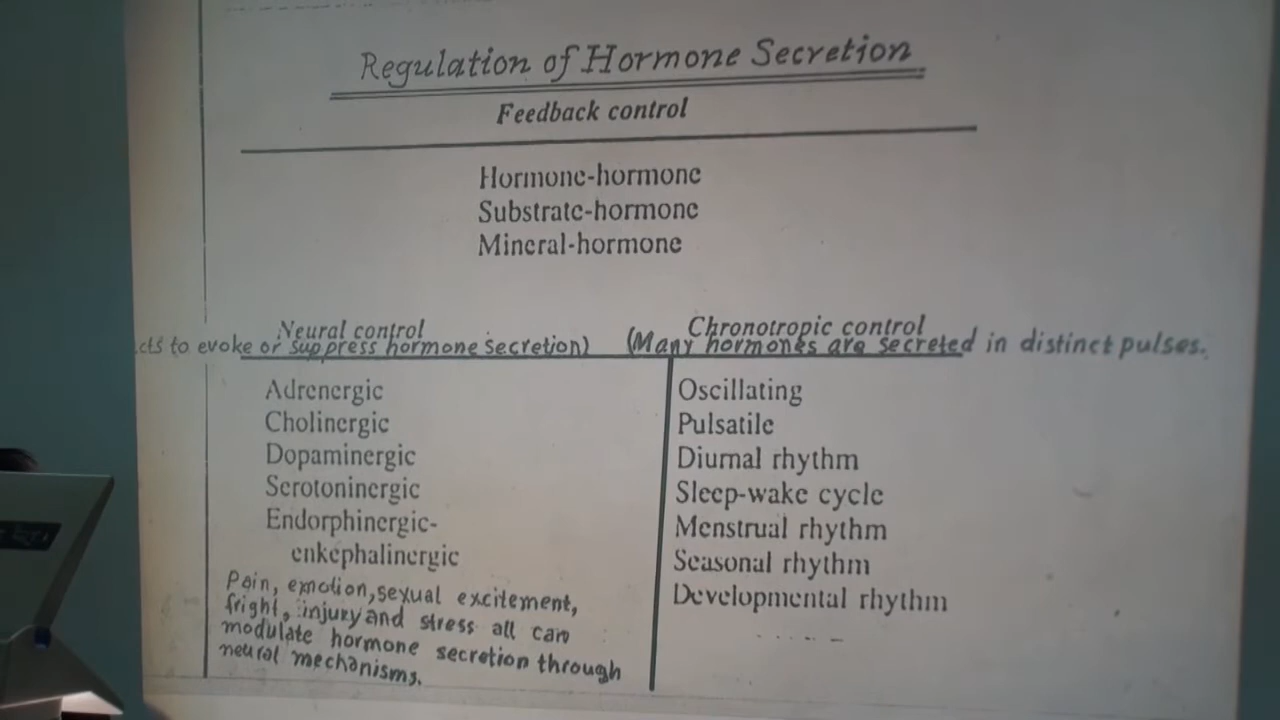 Regulation of Hormone Secretion
Feedback control
Hormone-hormone
Substrate-hormone
Mineral-hormone
Neural control
cts to evoke or suppress hormone secretion)
Adrenergic
Cholinergic
Dopaminergic
Serotoninergic
Endorphinergic-
enkephalinergic
Pain, emotion, sexual excitement,
fright, injury and stress all can
modulate hormone secretion through
neural mechanisms.
Chronotropic control
(Many hormones are secreted in distinct pulses.
Oscillating
Pulsatile
Diurnal rhythm
Sleep-wake cycle
Menstrual rhythm
Seasonal rhythm
Developmental rhythm